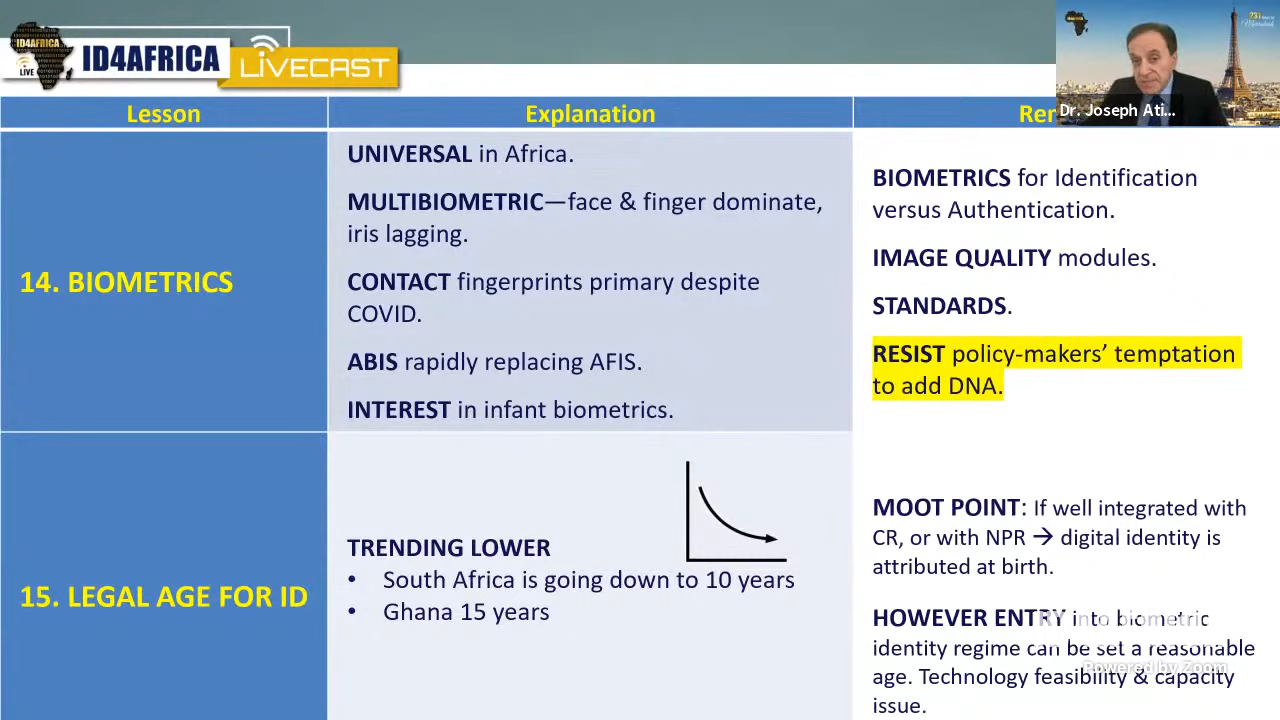 ID4AFRICA
LIVE
ID4AFRICA
LIVECAST
Dr. Joseph Ati...
Lesson
Explanation
14. BIOMETRICS
UNIVERSAL in Africa.
MULTIBIOMETRIC—face & finger dominate,
iris lagging.
CONTACT fingerprints primary despite
COVID.
ABIS rapidly replacing AFIS.
INTEREST in infant biometrics.
BIOMETRICS for Identification
versus Authentication.
IMAGE QUALITY modules.
STANDARDS.
RESIST policy-makers’ temptation
to add DNA.
15. LEGAL AGE FOR ID
TRENDING LOWER
• South Africa is going down to 10 years
• Ghana 15 years
MOOT POINT: If well integrated with
CR, or with NPR → digital identity is
attributed at birth.
HOWEVER ENTRY into biometric
identity regime can be set a reasonable
age. Technology feasibility & capacity
issue.
Powered by Zoom